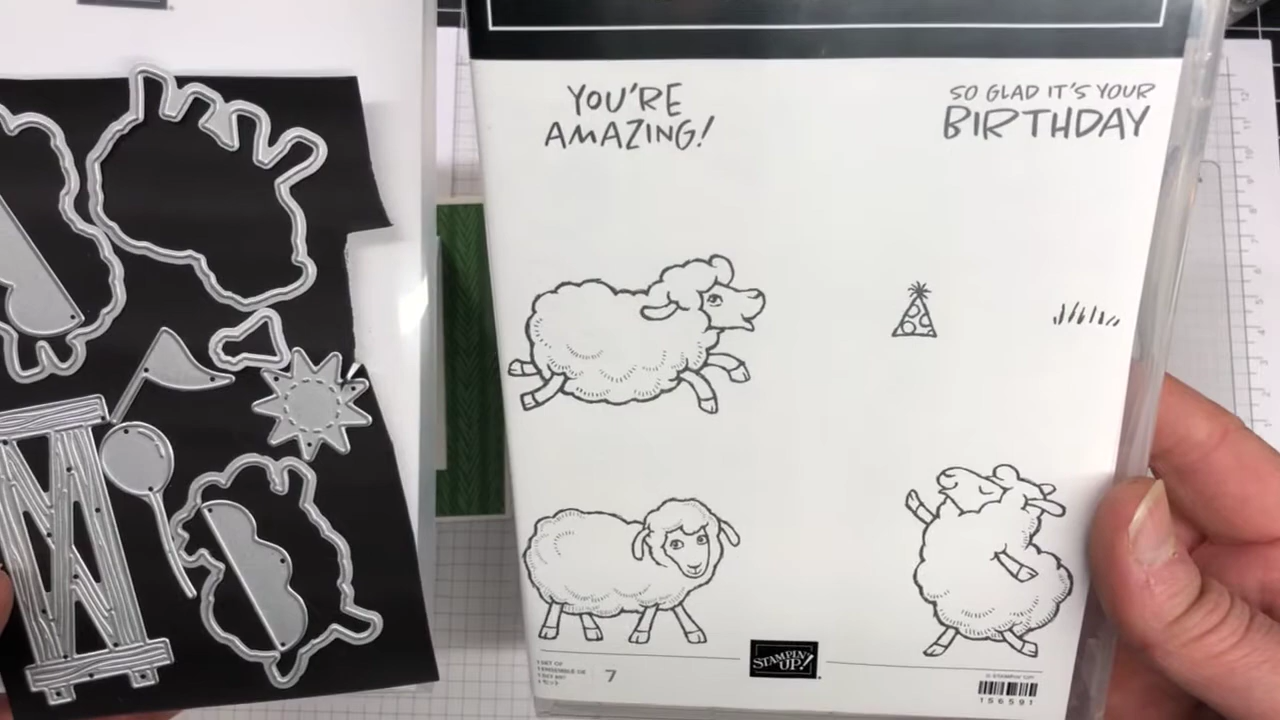 YOU'RE
AMAZING!
SO GLAD IT'S YOUR
BIRTHDAY
7
STAMPIN' UP!
156591